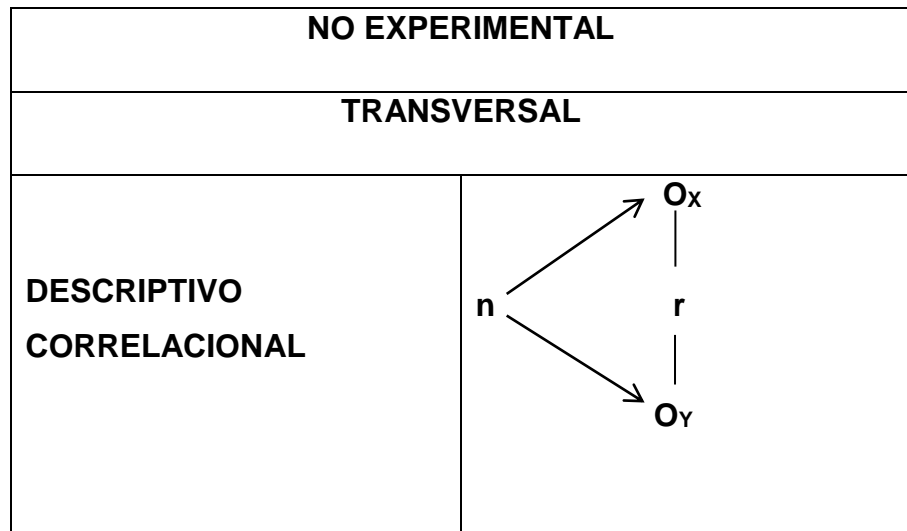 NO EXPERIMENTAL
TRANSVERSAL
DESCRIPTIVO
CORRELACIONAL
OX
n
r
OY